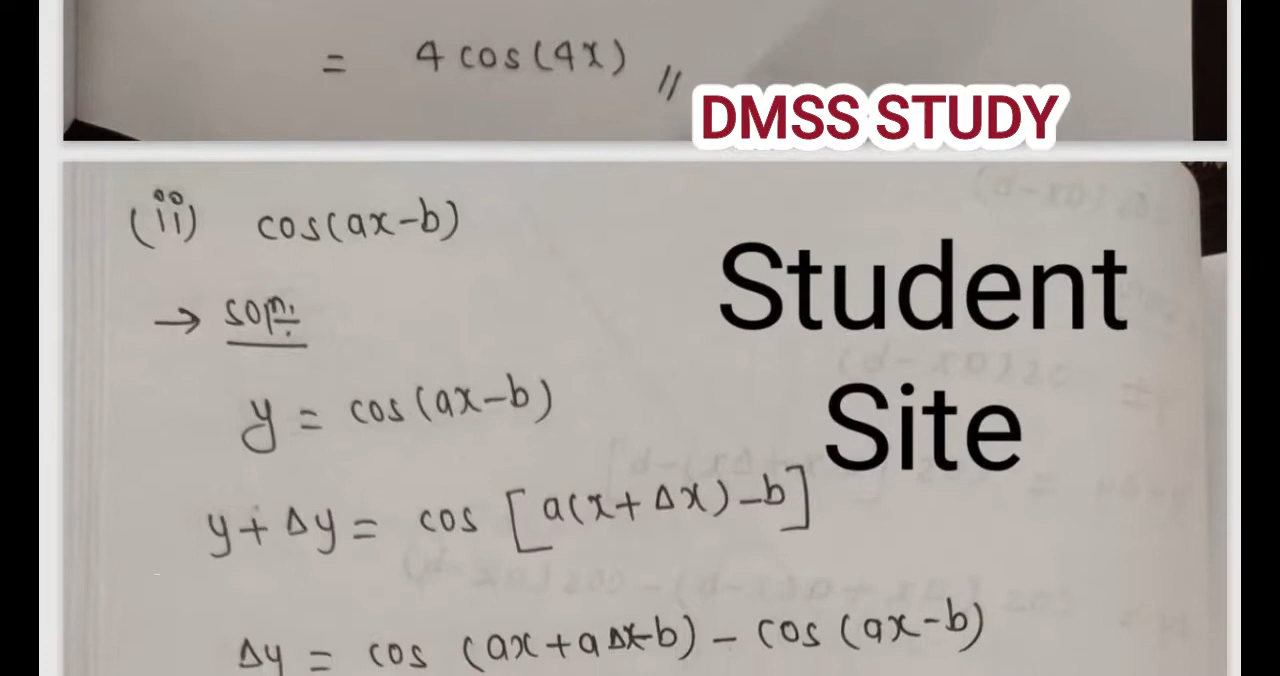 = 4 cos(4x) //
DMSS STUDY
(ii) cos(ax-b)
Student
Site
→ Soln:
y = cos(ax-b)
y + Δy = cos [a(x + Δx) - b]
Δy = cos (ax + aΔx-b) - cos (ax-b)